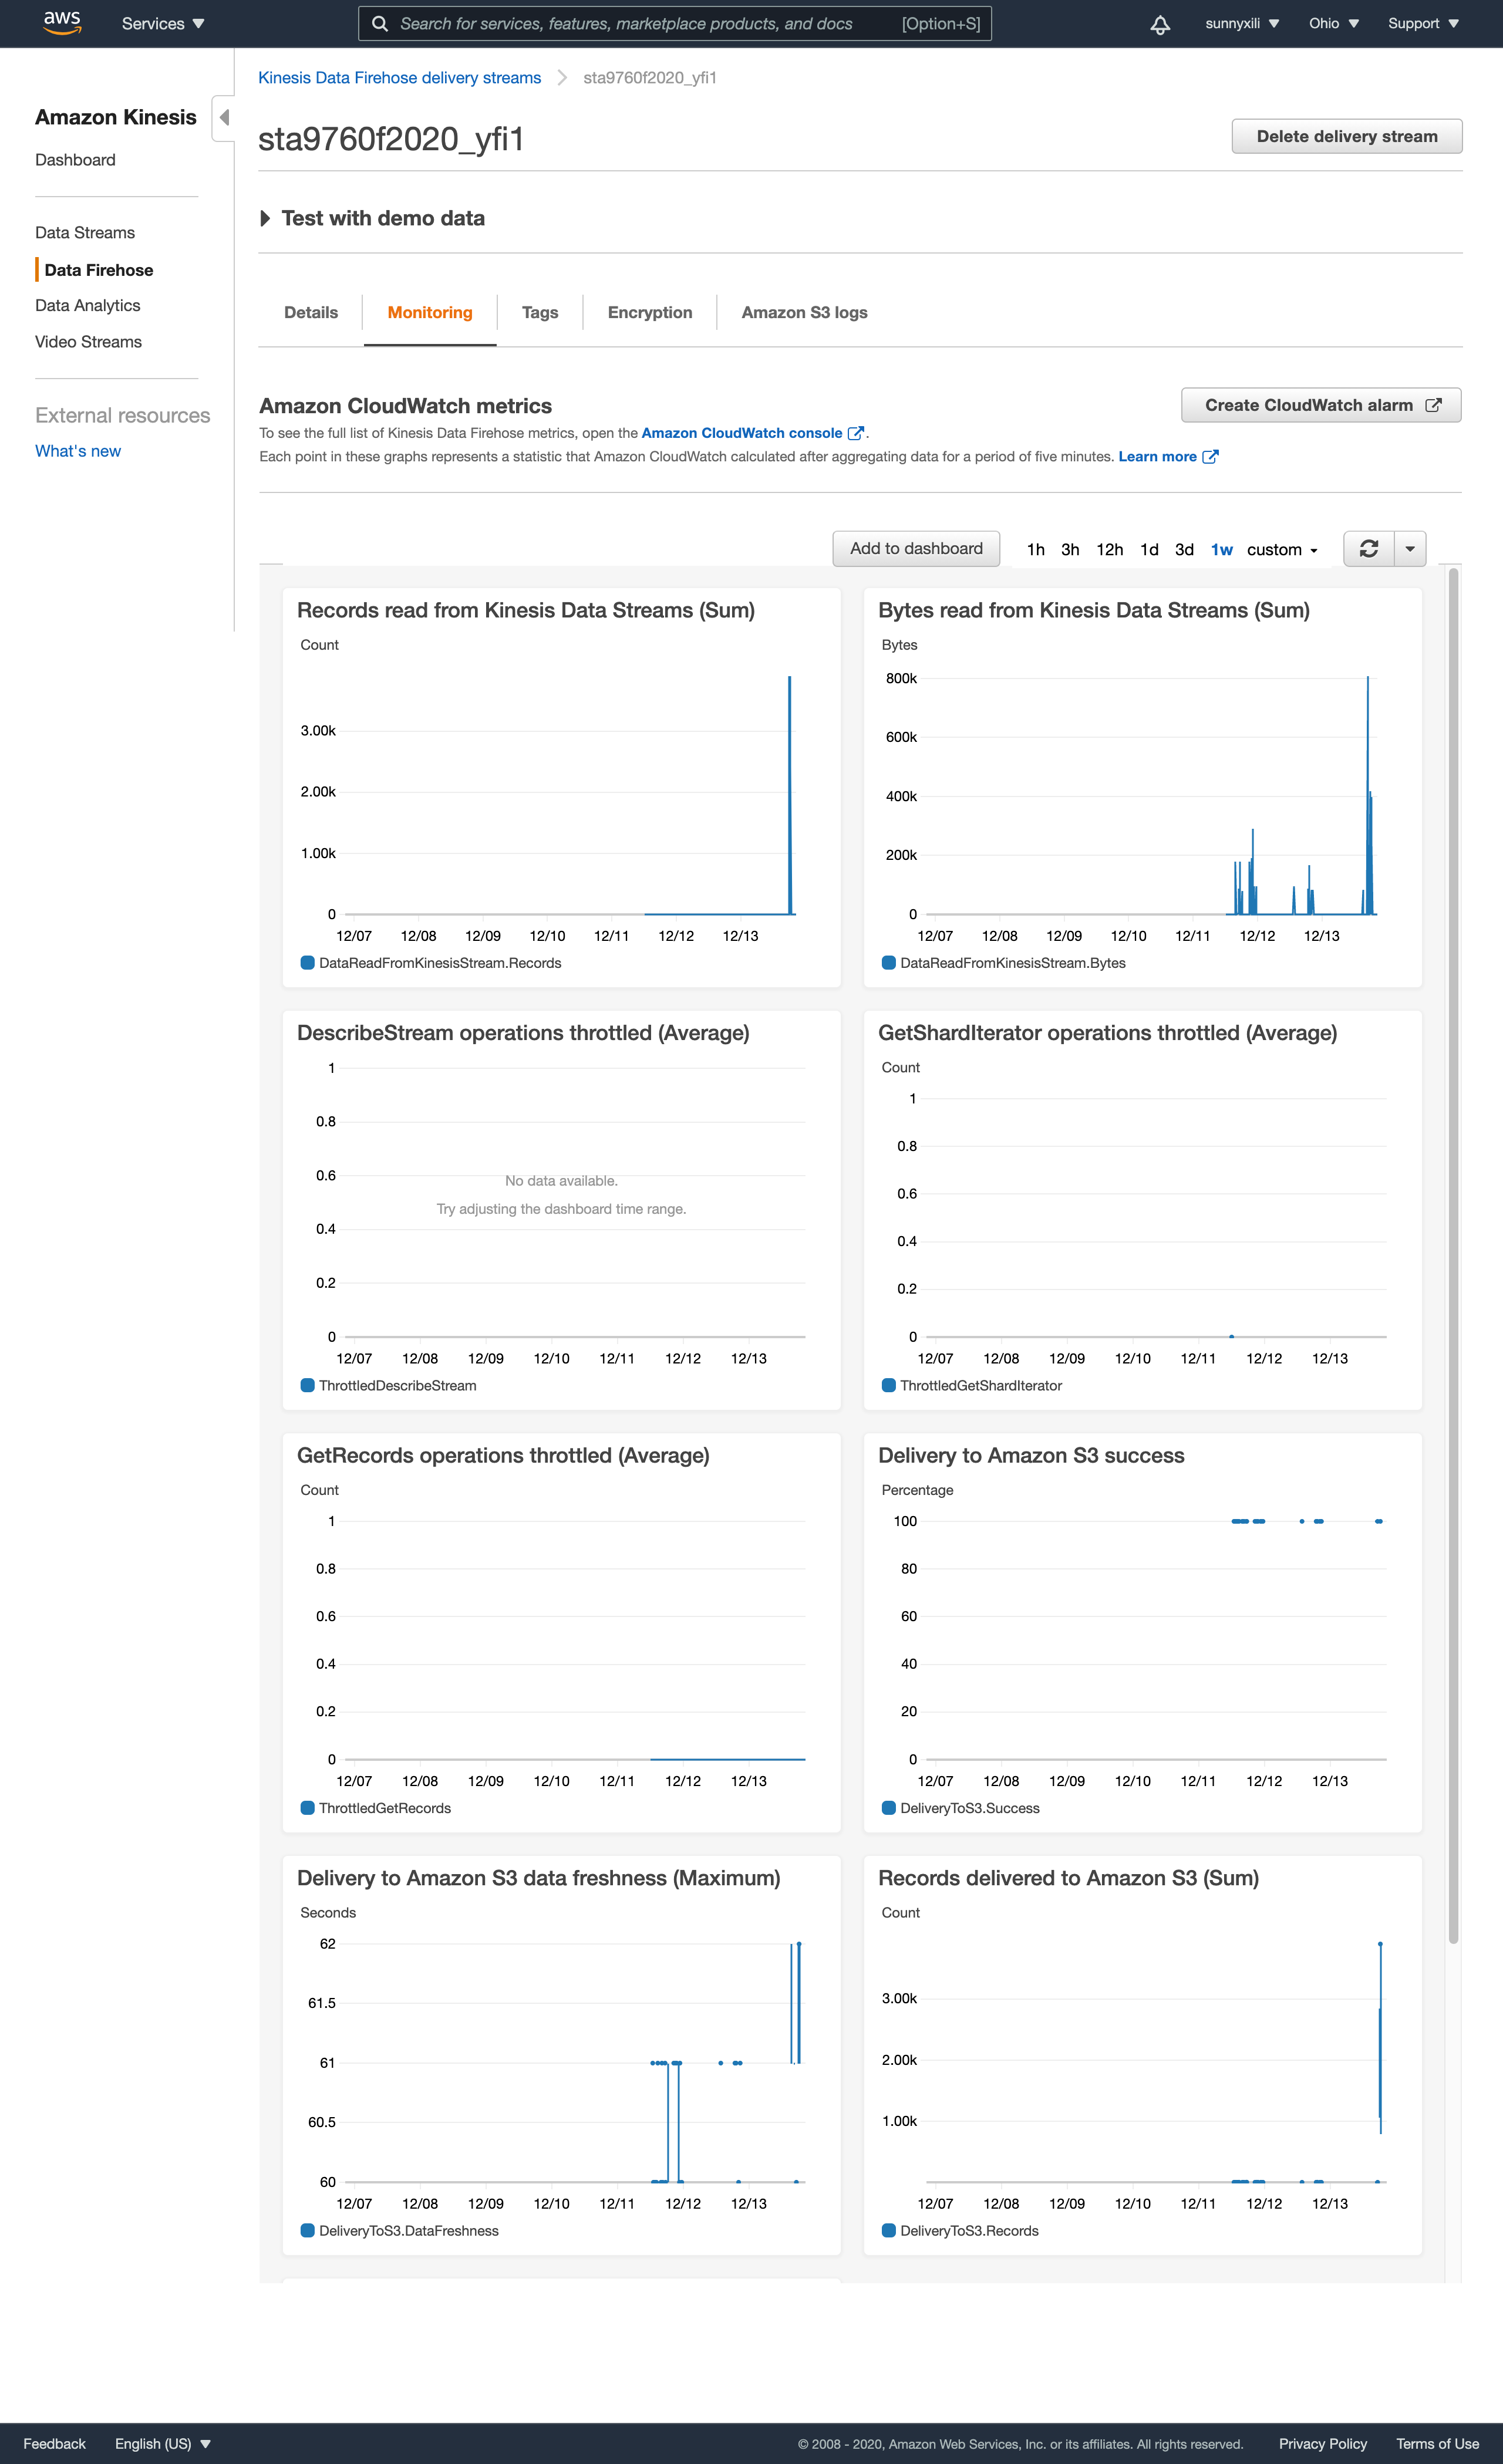 aws Services Search for services, features, marketplace products, and docs [Option+S] sunnyxili Ohio Support
Amazon Kinesis
Dashboard
Data Streams
Data Firehose
Data Analytics
Video Streams
External resources
What's new
Kinesis Data Firehose delivery streams sta9760f2020_yfi1
sta9760f2020_yfi1 Delete delivery stream
Test with demo data
Details Monitoring Tags Encryption Amazon S3 logs
Amazon CloudWatch metrics Create CloudWatch alarm
To see the full list of Kinesis Data Firehose metrics, open the Amazon CloudWatch console .
Each point in these graphs represents a statistic that Amazon CloudWatch calculated after aggregating data for a period of five minutes. Learn more
Add to dashboard 1h 3h 12h 1d 3d 1w custom
Records read from Kinesis Data Streams (Sum)
Count
3.00k
2.00k
1.00k
0
12/07 12/08 12/09 12/10 12/11 12/12 12/13
DataReadFromKinesisStream.Records
Bytes read from Kinesis Data Streams (Sum)
Bytes
800k
600k
400k
200k
0
12/07 12/08 12/09 12/10 12/11 12/12 12/13
DataReadFromKinesisStream.Bytes
DescribeStream operations throttled (Average)
1
0.8
0.6
No data available.
Try adjusting the dashboard time range.
0.4
0.2
0
12/07 12/08 12/09 12/10 12/11 12/12 12/13
ThrottledDescribeStream
GetShardIterator operations throttled (Average)
Count
1
0.8
0.6
0.4
0.2
0
12/07 12/08 12/09 12/10 12/11 12/12 12/13
ThrottledGetShardIterator
GetRecords operations throttled (Average)
Count
1
0.8
0.6
0.4
0.2
0
12/07 12/08 12/09 12/10 12/11 12/12 12/13
ThrottledGetRecords
Delivery to Amazon S3 success
Percentage
100
80
60
40
20
0
12/07 12/08 12/09 12/10 12/11 12/12 12/13
DeliveryToS3.Success
Delivery to Amazon S3 data freshness (Maximum)
Seconds
62
61.5
61
60.5
60
12/07 12/08 12/09 12/10 12/11 12/12 12/13
DeliveryToS3.DataFreshness
Records delivered to Amazon S3 (Sum)
Count
3.00k
2.00k
1.00k
12/07 12/08 12/09 12/10 12/11 12/12 12/13
DeliveryToS3.Records
Feedback English (US) © 2008 - 2020, Amazon Web Services, Inc. or its affiliates. All rights reserved. Privacy Policy Terms of Use